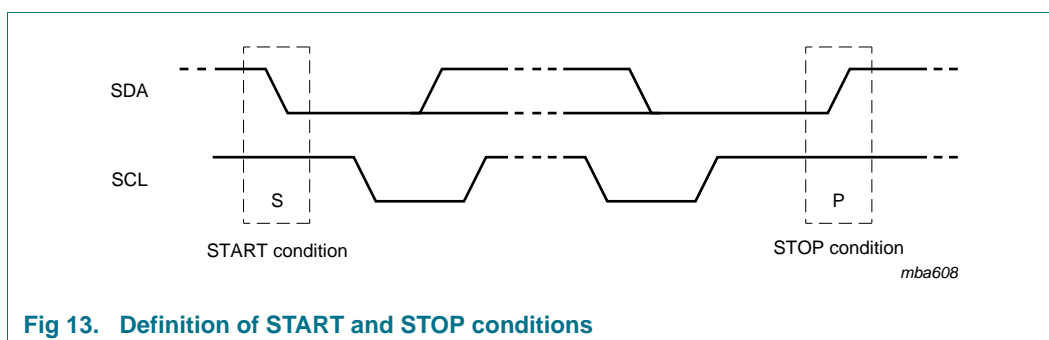 SDA
SCL
S
P
START condition
STOP condition
mba608
Fig 13. Definition of START and STOP conditions